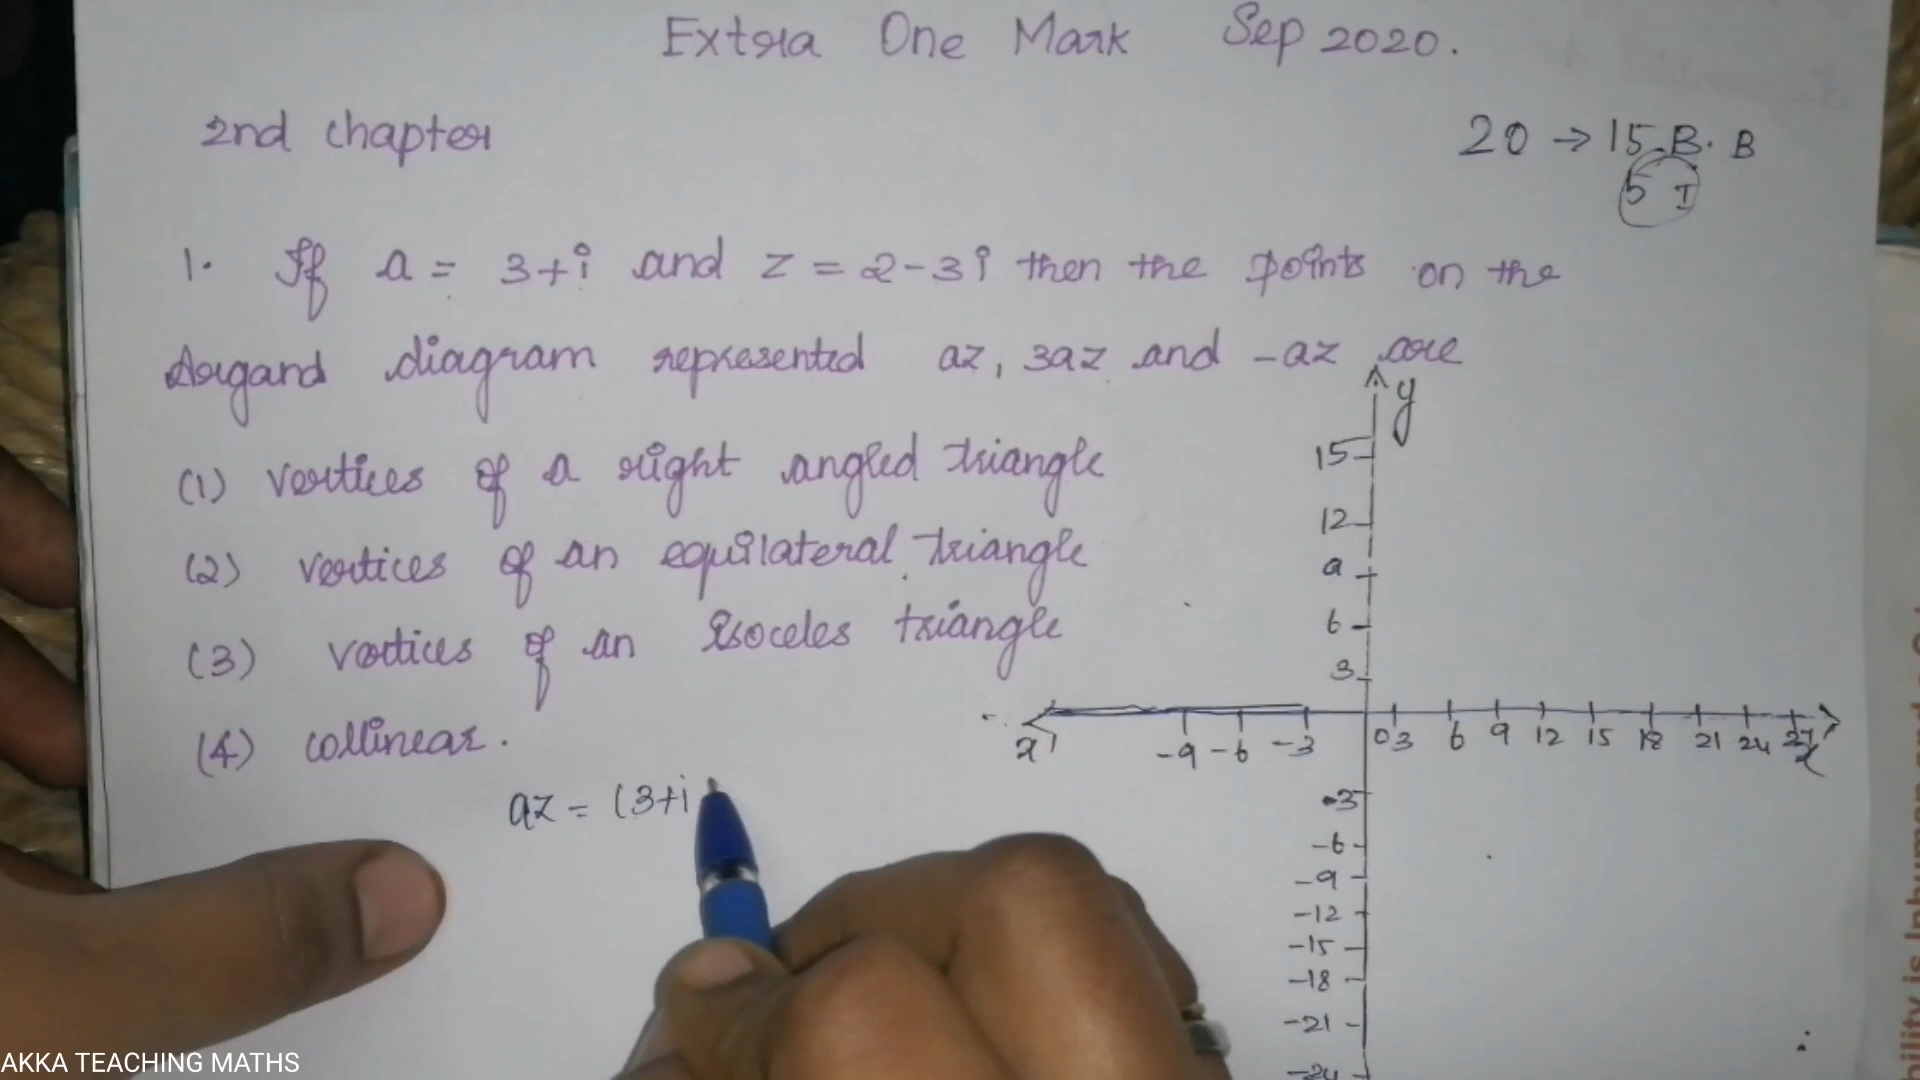 Extra One Mark Sep 2020.
2nd chapter
20 → 15 B. B
5 I
1. If a = 3+i and z = 2-3i then the points on the
Argand diagram represented az, 3az and -az are
(1) vertices of a right angled triangle
(2) vertices of an equilateral triangle
(3) vertices of an Isoceles triangle
(4) collinear.
az = (3+i
y
15
12
9
6
3
x' -9 -6 -3 0 3 6 9 12 15 18 21 24 27 x
-3
-6
-9
-12
-15
-18
-21
-24
AKKA TEACHING MATHS